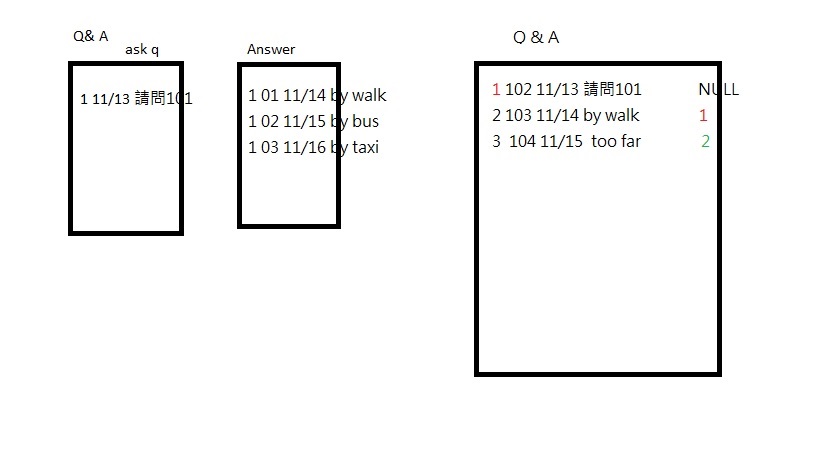 Q& A
ask q
1 11/13 請問101
Answer
1 01 11/14 by walk
1 02 11/15 by bus
1 03 11/16 by taxi
Q & A
1 102 11/13 請問101 NULL
2 103 11/14 by walk 1
3 104 11/15 too far 2